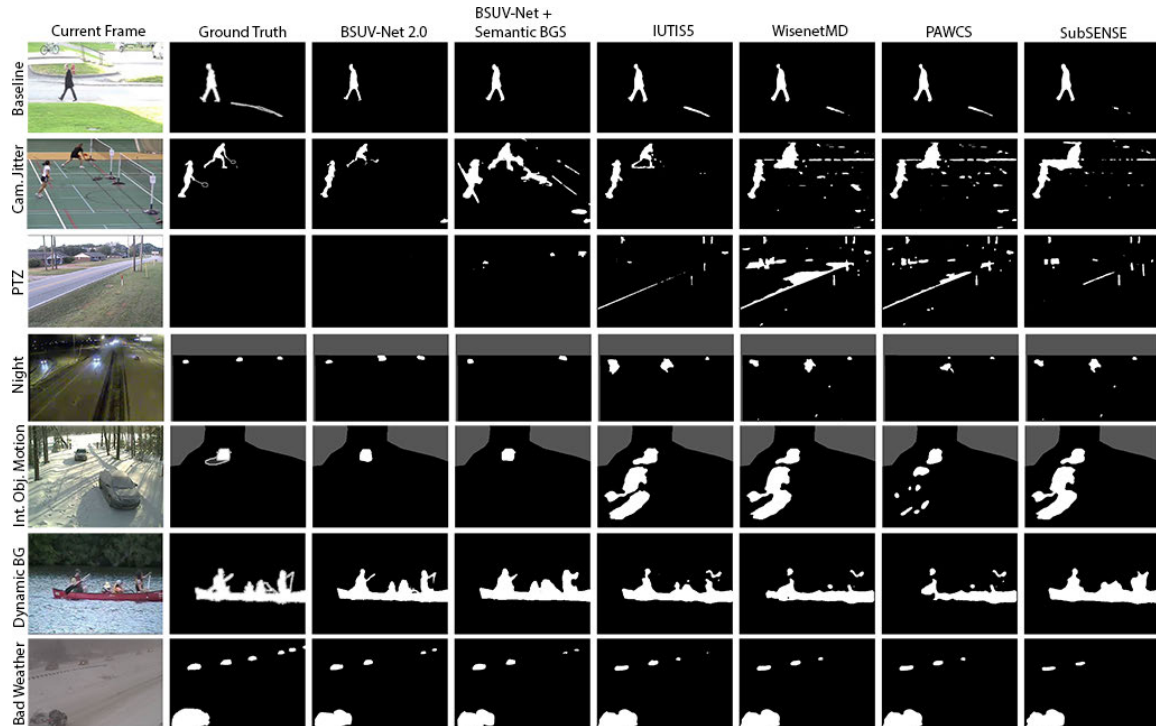 Current Frame
Ground Truth
BSUV-Net 2.0
BSUV-Net +
Semantic BGS
IUTIS5
WisenetMD
PAWCS
SubSENSE
Baseline
Cam. Jitter
PTZ
Night
Int. Obj. Motion
Dynamic BG
Bad Weather